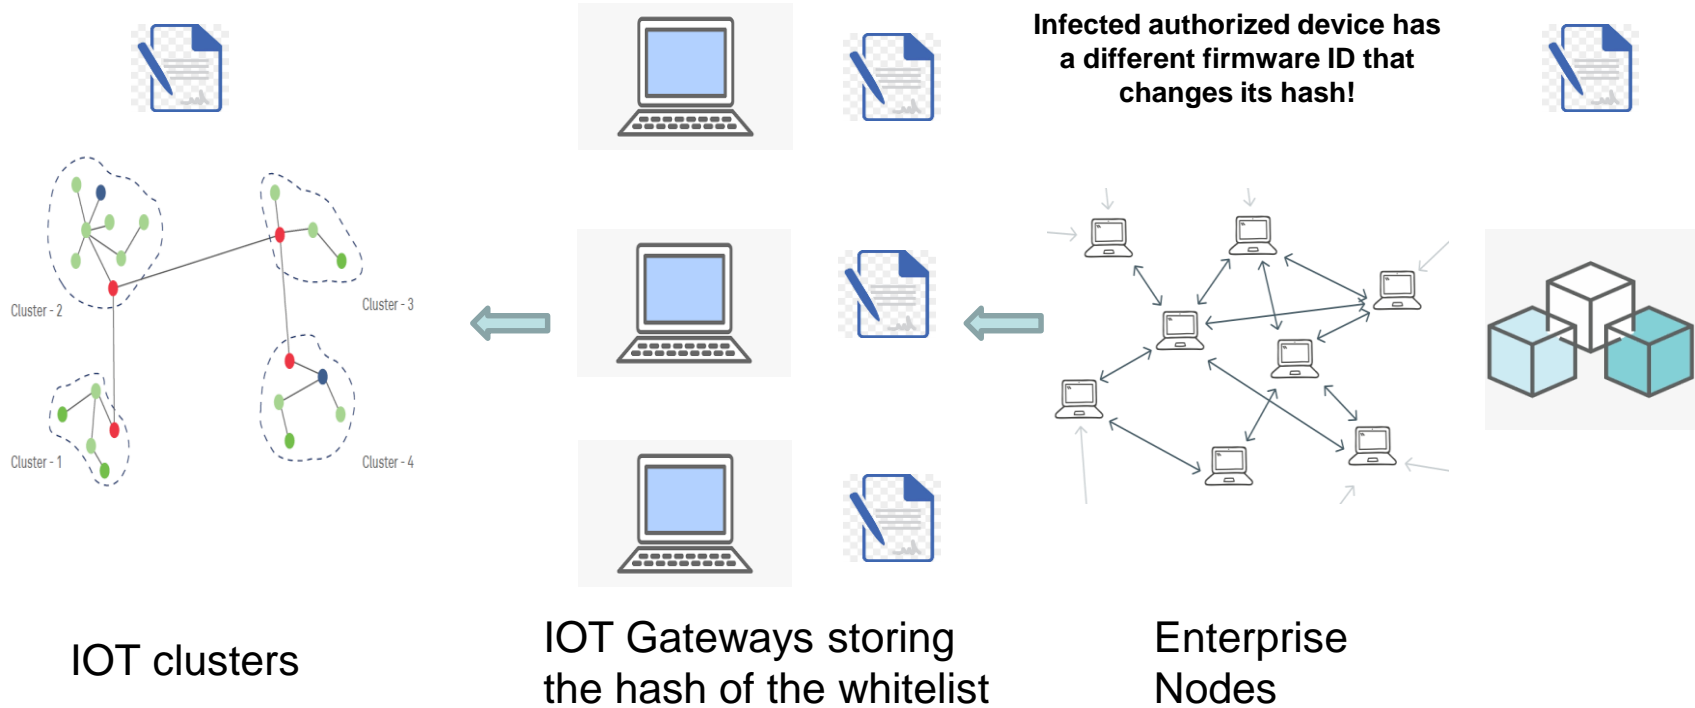 Infected authorized device has
a different firmware ID that
changes its hash!
Cluster - 2
Cluster - 3
Cluster - 1
Cluster - 4
IOT clusters
IOT Gateways storing
the hash of the whitelist
Enterprise
Nodes